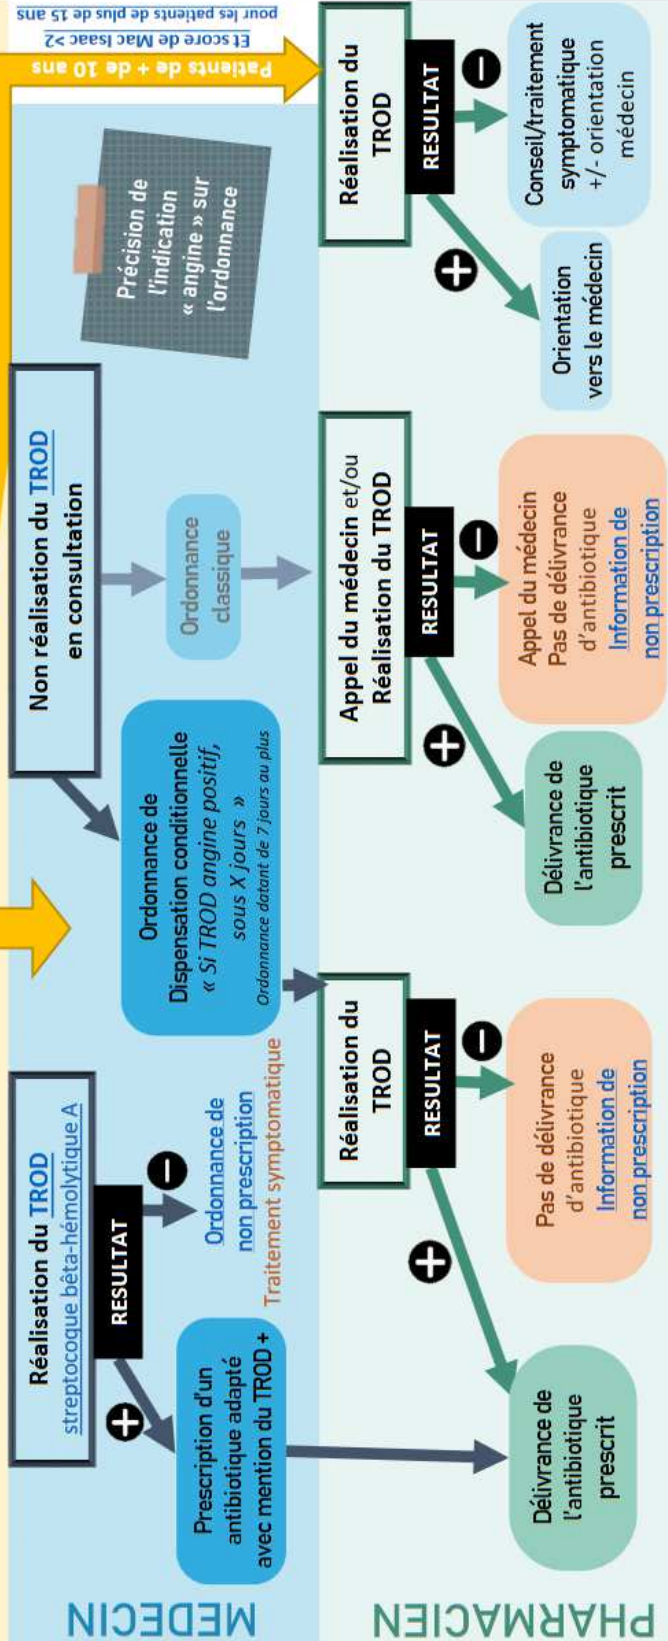 Et score de Mac Isaac >2
pour les patients de plus de 15 ans
Patients de + de 10 ans
MEDECIN
Réalisation du TROD
streptocoque bêta-hémolytique A
RESULTAT
+
−
Prescription d'un
antibiotique adapté
avec mention du TROD +
Ordonnance de
non prescription
Traitement symptomatique
Non réalisation du TROD
en consultation
Ordonnance de
Dispensation conditionnelle
« Si TROD angine positif,
sous X jours »
Ordonnance datant de 7 jours au plus
Ordonnance
classique
Précision de
l'indication
« angine » sur
l'ordonnance
PHARMACIEN
Délivrance de
l'antibiotique
prescrit
Réalisation du
TROD
RESULTAT
+
−
Pas de délivrance
d'antibiotique
Information de
non prescription
Appel du médecin et/ou
Réalisation du TROD
RESULTAT
+
−
Délivrance de
l'antibiotique
prescrit
Appel du médecin
Pas de délivrance
d'antibiotique
Information de
non prescription
Réalisation du
TROD
RESULTAT
+
−
Orientation
vers le médecin
Conseil/traitement
symptomatique
+/- orientation
médecin